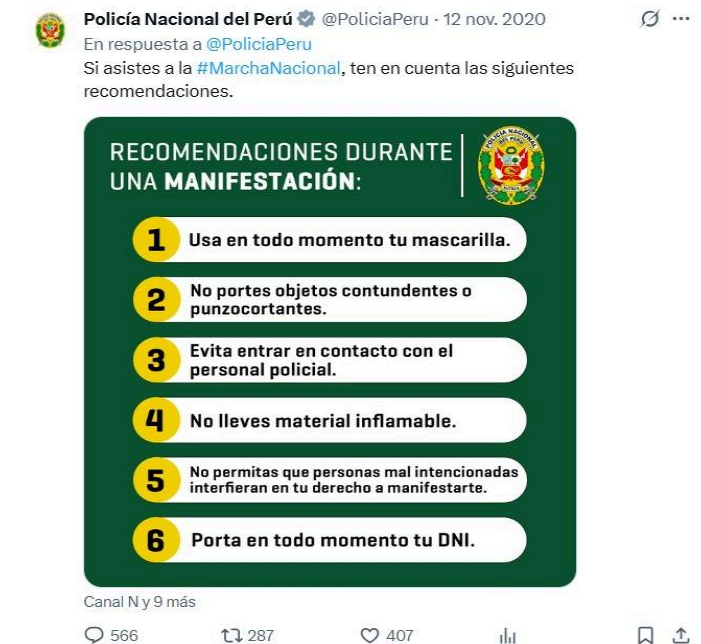 Policía Nacional del Perú @PoliciaPeru · 12 nov. 2020
En respuesta a @PoliciaPeru
Si asistes a la #MarchaNacional, ten en cuenta las siguientes
recomendaciones.
RECOMENDACIONES DURANTE
UNA MANIFESTACIÓN:
POLICIA NACIONAL
DEL PERU
1 Usa en todo momento tu mascarilla.
2 No portes objetos contundentes o
punzocortantes.
3 Evita entrar en contacto con el
personal policial.
4 No lleves material inflamable.
5 No permitas que personas mal intencionadas
interfieran en tu derecho a manifestarte.
6 Porta en todo momento tu DNI.
Canal N y 9 más
566 287 407